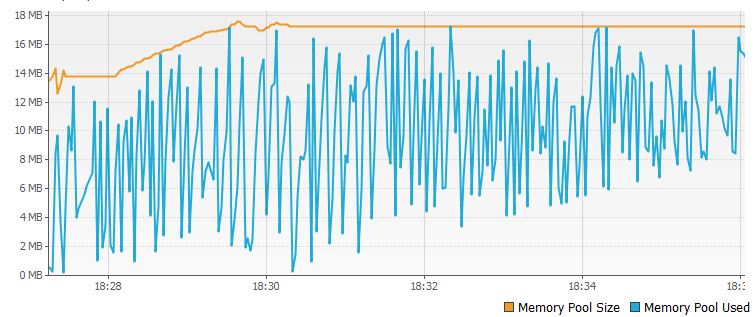 18 MB
16 MB
14 MB
12 MB
10 MB
8 MB
6 MB
4 MB
2 MB
0 MB
18:28 18:30 18:32 18:34 18:3
Memory Pool Size Memory Pool Used